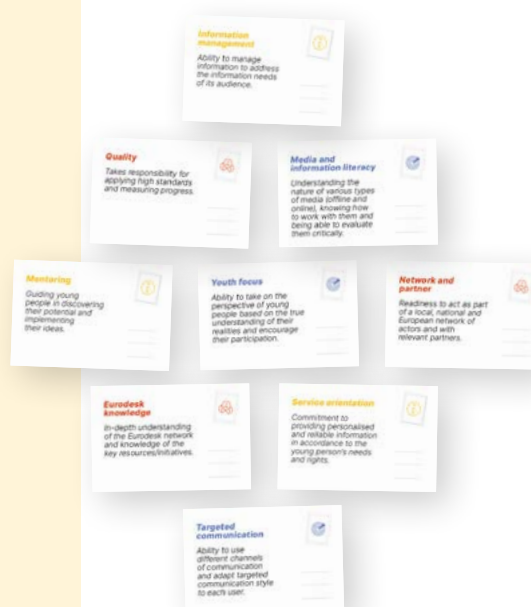 Information
management
Ability to manage
information to address
the information needs
of its audience.
Quality
Takes responsibility for
applying high standards
and measuring progress.
Media and
information literacy
Understanding the
nature of various types
of media (offline and
online), knowing how
to work with them and
being able to evaluate
them critically.
Mentoring
Guiding young
people in discovering
their potential and
implementing
their ideas.
Youth focus
Ability to take on the
perspective of young
people based on the true
understanding of their
realities and encourage
their participation.
Network and
partner
Readiness to act as part
of a local, national and
European network of
actors and with
relevant partners.
Eurodesk
knowledge
In-depth understanding
of the Eurodesk network
and knowledge of the
key resources/initiatives.
Service orientation
Commitment to
providing personalised
and reliable information
in accordance to the
young person's needs
and rights.
Targeted
communication
Ability to use
different channels
of communication
and adapt targeted
communication style
to each user.